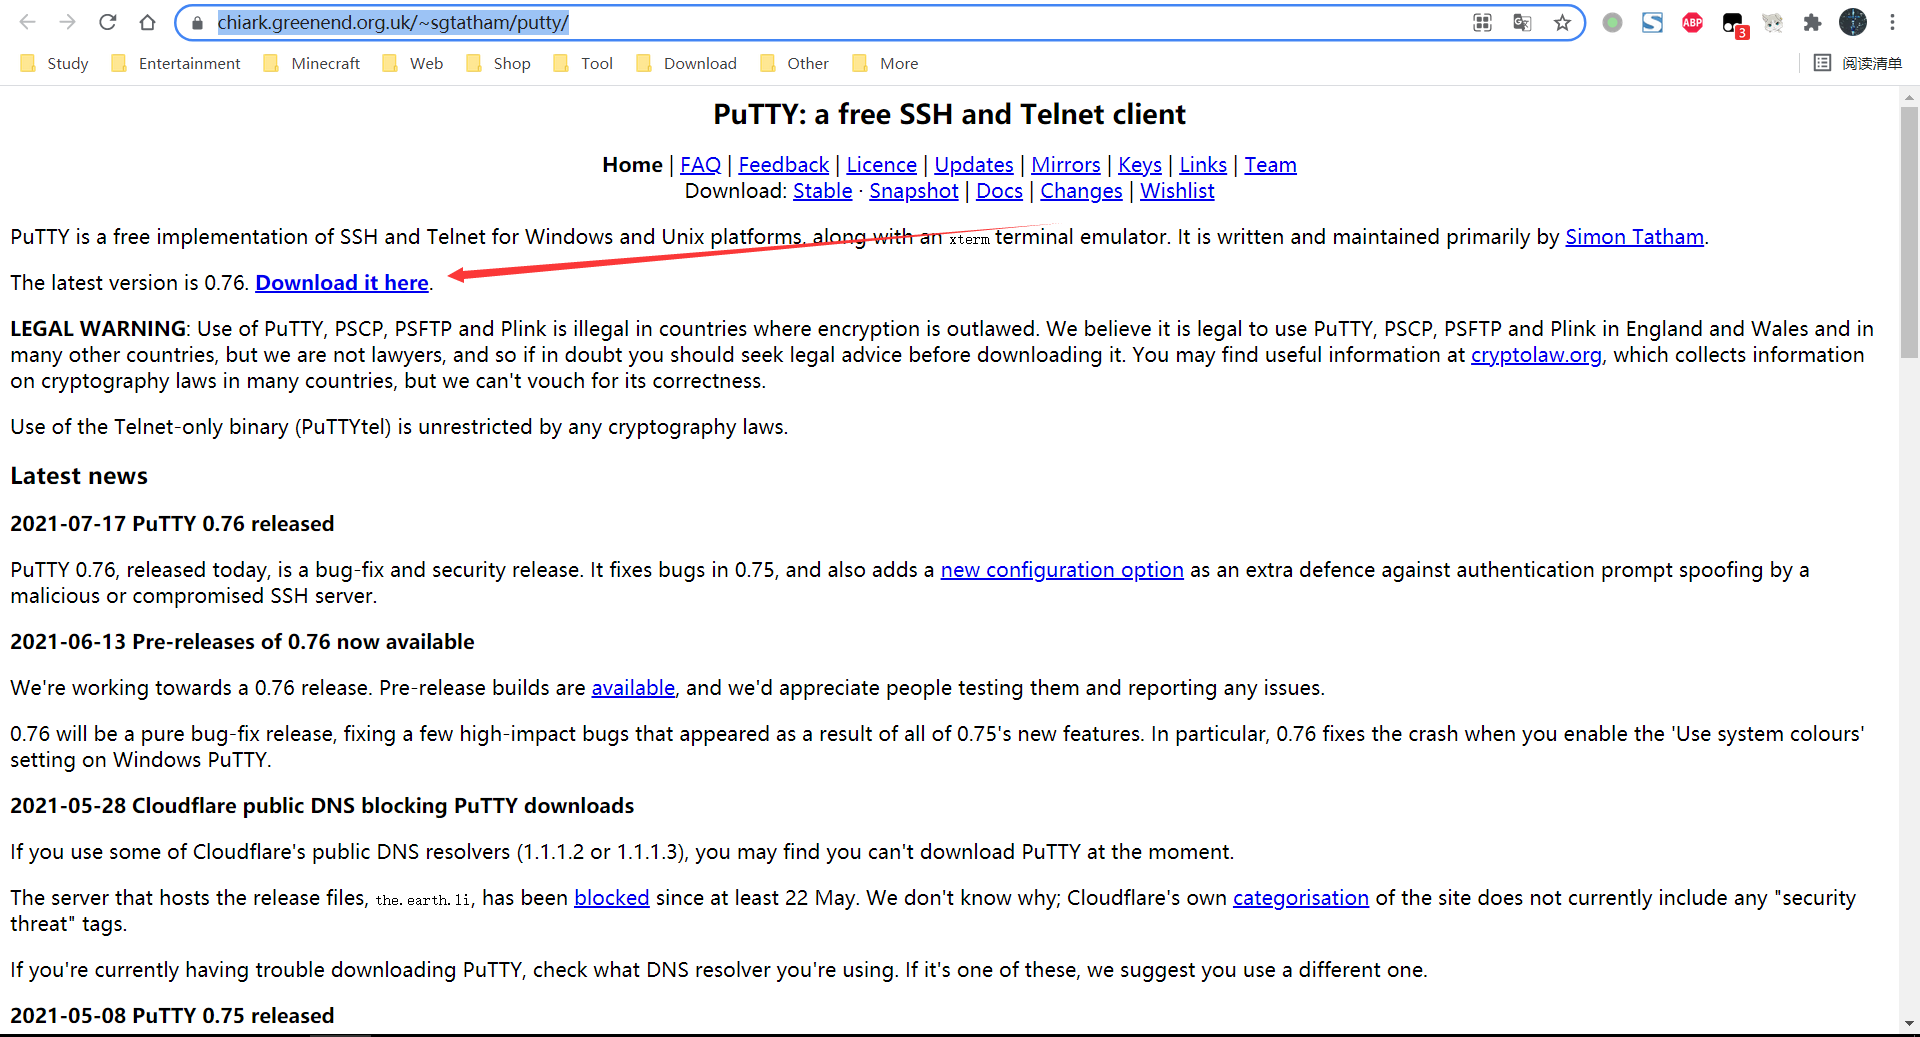 chiark.greenend.org.uk/~sgtatham/putty/
ABP
3
Study Entertainment Minecraft Web Shop Tool Download Other More 阅读清单
PuTTY: a free SSH and Telnet client
Home | FAQ | Feedback | Licence | Updates | Mirrors | Keys | Links | Team
Download: Stable · Snapshot | Docs | Changes | Wishlist
PuTTY is a free implementation of SSH and Telnet for Windows and Unix platforms, along with an xterm terminal emulator. It is written and maintained primarily by Simon Tatham.
The latest version is 0.76. Download it here.
LEGAL WARNING: Use of PuTTY, PSCP, PSFTP and Plink is illegal in countries where encryption is outlawed. We believe it is legal to use PuTTY, PSCP, PSFTP and Plink in England and Wales and in
many other countries, but we are not lawyers, and so if in doubt you should seek legal advice before downloading it. You may find useful information at cryptolaw.org, which collects information
on cryptography laws in many countries, but we can't vouch for its correctness.
Use of the Telnet-only binary (PuTTYtel) is unrestricted by any cryptography laws.
Latest news
2021-07-17 PuTTY 0.76 released
PuTTY 0.76, released today, is a bug-fix and security release. It fixes bugs in 0.75, and also adds a new configuration option as an extra defence against authentication prompt spoofing by a
malicious or compromised SSH server.
2021-06-13 Pre-releases of 0.76 now available
We're working towards a 0.76 release. Pre-release builds are available, and we'd appreciate people testing them and reporting any issues.
0.76 will be a pure bug-fix release, fixing a few high-impact bugs that appeared as a result of all of 0.75's new features. In particular, 0.76 fixes the crash when you enable the 'Use system colours'
setting on Windows PuTTY.
2021-05-28 Cloudflare public DNS blocking PuTTY downloads
If you use some of Cloudflare's public DNS resolvers (1.1.1.2 or 1.1.1.3), you may find you can't download PuTTY at the moment.
The server that hosts the release files, the.earth.li, has been blocked since at least 22 May. We don't know why; Cloudflare's own categorisation of the site does not currently include any "security
threat" tags.
If you're currently having trouble downloading PuTTY, check what DNS resolver you're using. If it's one of these, we suggest you use a different one.
2021-05-08 PuTTY 0.75 released